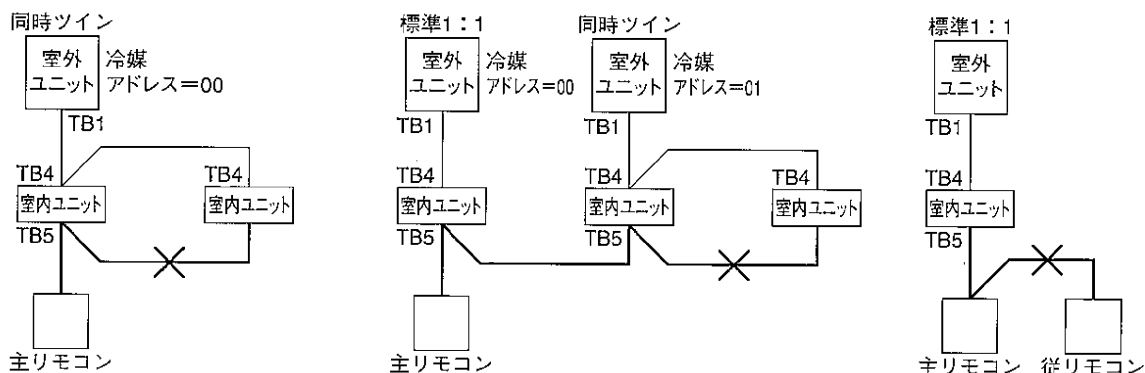 同時ツイン
室外
ユニット
冷媒
アドレス=00
TB1
TB4
TB4
室内ユニット
室内ユニット
TB5
主リモコン
標準1:1
室外
ユニット
冷媒
アドレス=00
TB1
TB4
室内ユニット
TB5
主リモコン
同時ツイン
室外
ユニット
冷媒
アドレス=01
TB1
TB4
TB4
室内ユニット
室内ユニット
TB5
標準1:1
室外
ユニット
TB1
TB4
室内ユニット
TB5
主リモコン
従リモコン